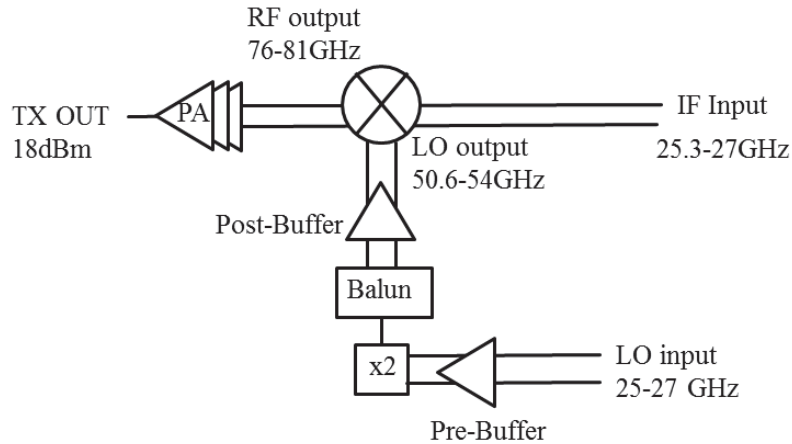 RF output
76-81GHz
TX OUT
18dBm
PA
IF Input
25.3-27GHz
LO output
50.6-54GHz
Post-Buffer
Balun
x2
LO input
25-27 GHz
Pre-Buffer